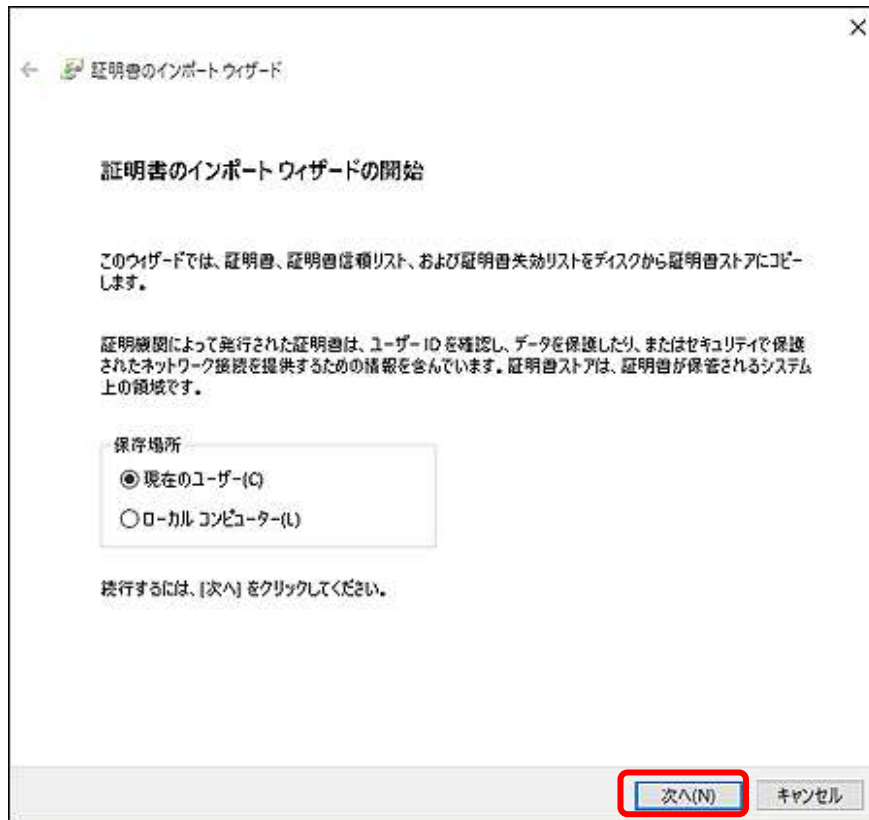 証明書のインポート ウィザード
証明書のインポート ウィザードの開始
このウィザードでは、証明書、証明書信頼リスト、および証明書失効リストをディスクから証明書ストアにコピー
します。
証明機関によって発行された証明書は、ユーザー ID を確認し、データを保護したり、またはセキュリティで保護
されたネットワーク接続を提供するための情報を含んでいます。証明書ストアは、証明書が保管されるシステム
上の領域です。
保存場所
現在のユーザー(C)
ローカル コンピューター(L)
続行するには、[次へ] をクリックしてください。
次へ(N)
キャンセル